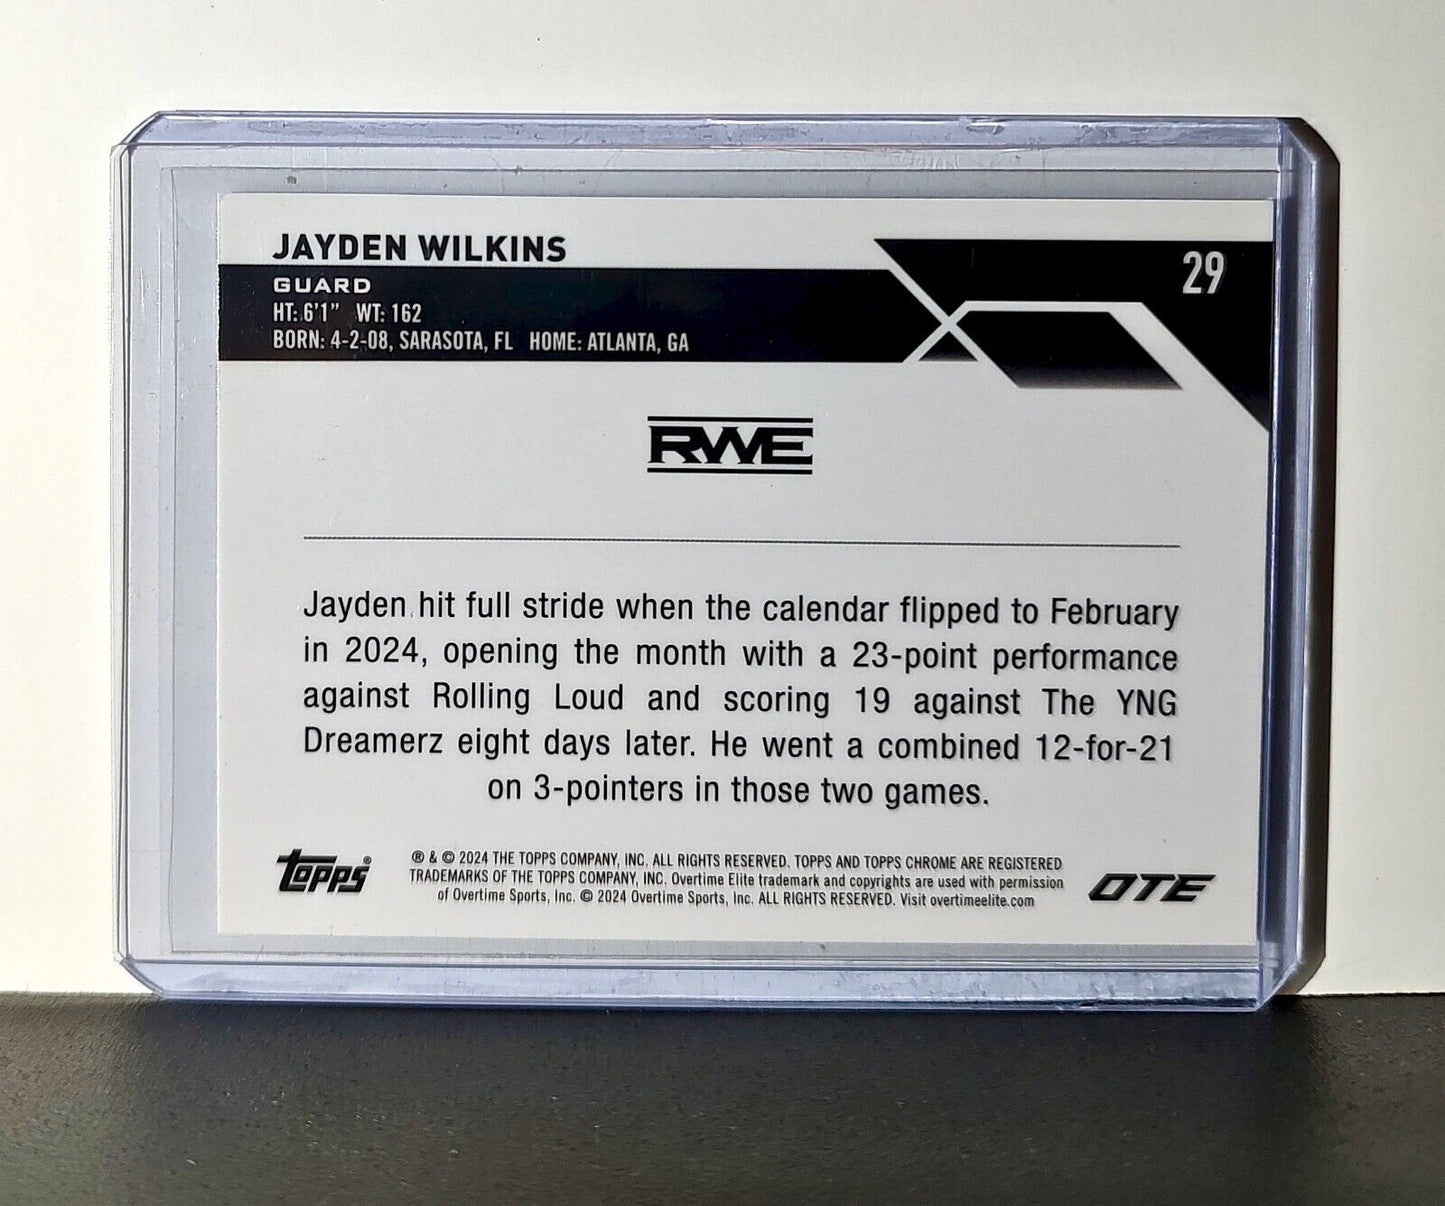 JAYDEN WILKINS
29
GUARD
HT: 6'1" WT: 162
BORN: 4-2-08, SARASOTA, FL HOME: ATLANTA, GA
RWE
Jayden hit full stride when the calendar flipped to February
in 2024, opening the month with a 23-point performance
against Rolling Loud and scoring 19 against The YNG
Dreamerz eight days later. He went a combined 12-for-21
on 3-pointers in those two games.
topps®
® & © 2024 THE TOPPS COMPANY, INC. ALL RIGHTS RESERVED. TOPPS AND TOPPS CHROME ARE REGISTERED
TRADEMARKS OF THE TOPPS COMPANY, INC. Overtime Elite trademark and copyrights are used with permission
of Overtime Sports, Inc. © 2024 Overtime Sports, Inc. ALL RIGHTS RESERVED. Visit overtimeelite.com
OTE